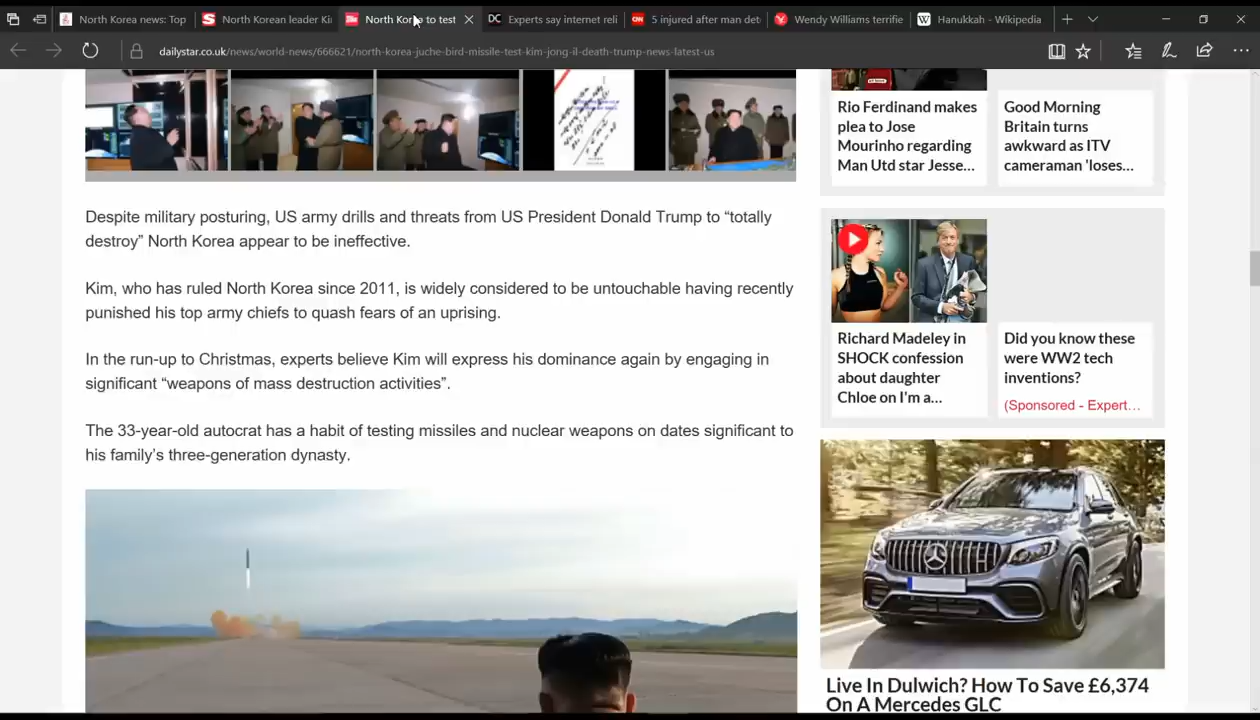 North Korea news: Top
North Korean leader Ki
North Korea to test
Experts say internet reli
5 injured after man det
Wendy Williams terrifie
Hanukkah - Wikipedia
dailystar.co.uk/news/world-news/666621/north-korea-juche-bird-missile-test-kim-jong-il-death-trump-news-latest-us
Despite military posturing, US army drills and threats from US President Donald Trump to “totally
destroy” North Korea appear to be ineffective.
Kim, who has ruled North Korea since 2011, is widely considered to be untouchable having recently
punished his top army chiefs to quash fears of an uprising.
In the run-up to Christmas, experts believe Kim will express his dominance again by engaging in
significant “weapons of mass destruction activities”.
The 33-year-old autocrat has a habit of testing missiles and nuclear weapons on dates significant to
his family’s three-generation dynasty.
Rio Ferdinand makes
plea to Jose
Mourinho regarding
Man Utd star Jesse...
Good Morning
Britain turns
awkward as ITV
cameraman 'loses...
Richard Madeley in
SHOCK confession
about daughter
Chloe on I'm a...
Did you know these
were WW2 tech
inventions?
(Sponsored - Expert...
Live In Dulwich? How To Save £6,374
On A Mercedes GLC